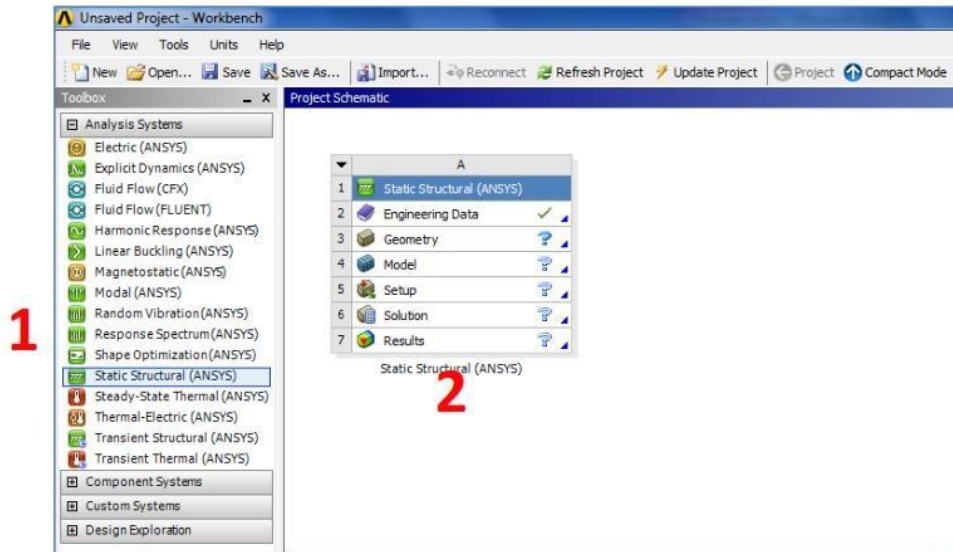 Unsaved Project - Workbench
File View Tools Units Help
New Open... Save Save As... Import... Reconnect Refresh Project Update Project Project Compact Mode
Toolbox
Analysis Systems
Electric (ANSYS)
Explicit Dynamics (ANSYS)
Fluid Flow (CFX)
Fluid Flow (FLUENT)
Harmonic Response (ANSYS)
Linear Buckling (ANSYS)
Magnetostatic (ANSYS)
Modal (ANSYS)
Random Vibration (ANSYS)
Response Spectrum (ANSYS)
Shape Optimization (ANSYS)
Static Structural (ANSYS)
Steady-State Thermal (ANSYS)
Thermal-Electric (ANSYS)
Transient Structural (ANSYS)
Transient Thermal (ANSYS)
Component Systems
Custom Systems
Design Exploration
1
Project Schematic
A
1 Static Structural (ANSYS)
2 Engineering Data
3 Geometry
4 Model
5 Setup
6 Solution
7 Results
Static Structural (ANSYS)
2